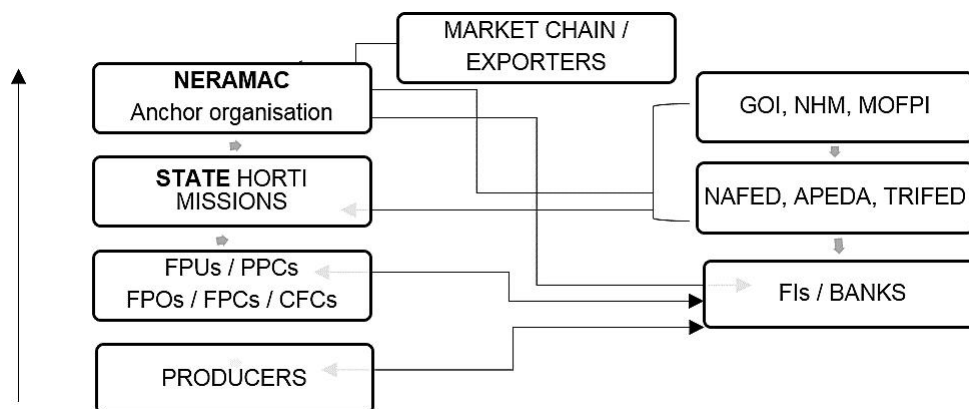 MARKET CHAIN /
EXPORTERS
NERAMAC
Anchor organisation
GOI, NHM, MOFPI
STATE HORTI
MISSIONS
NAFED, APEDA, TRIFED
FPUs / PPCs
FPOs / FPCs / CFCs
FIs / BANKS
PRODUCERS